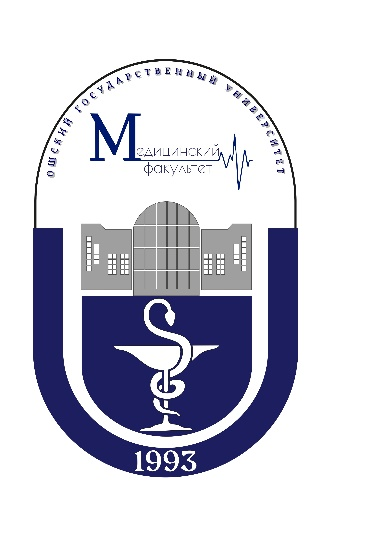 ОШСКИЙ ГОСУДАРСТВЕННЫЙ УНИВЕРСИТЕТ
Медицинский
факультет
1993